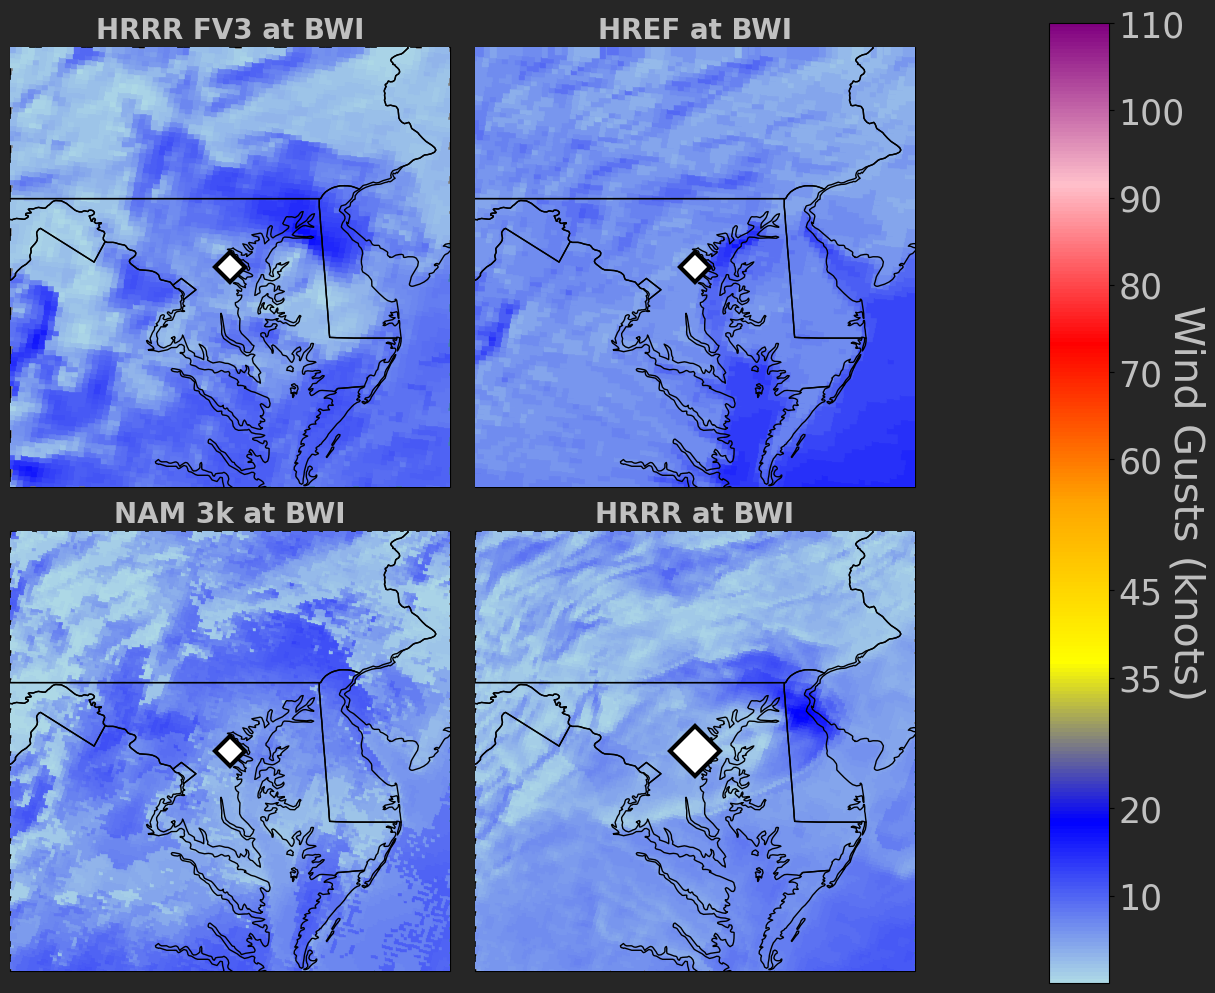 HRRR FV3 at BWI
HREF at BWI
NAM 3k at BWI
HRRR at BWI
110
100
90
80
70
60
45
35
20
10
Wind Gusts (knots)